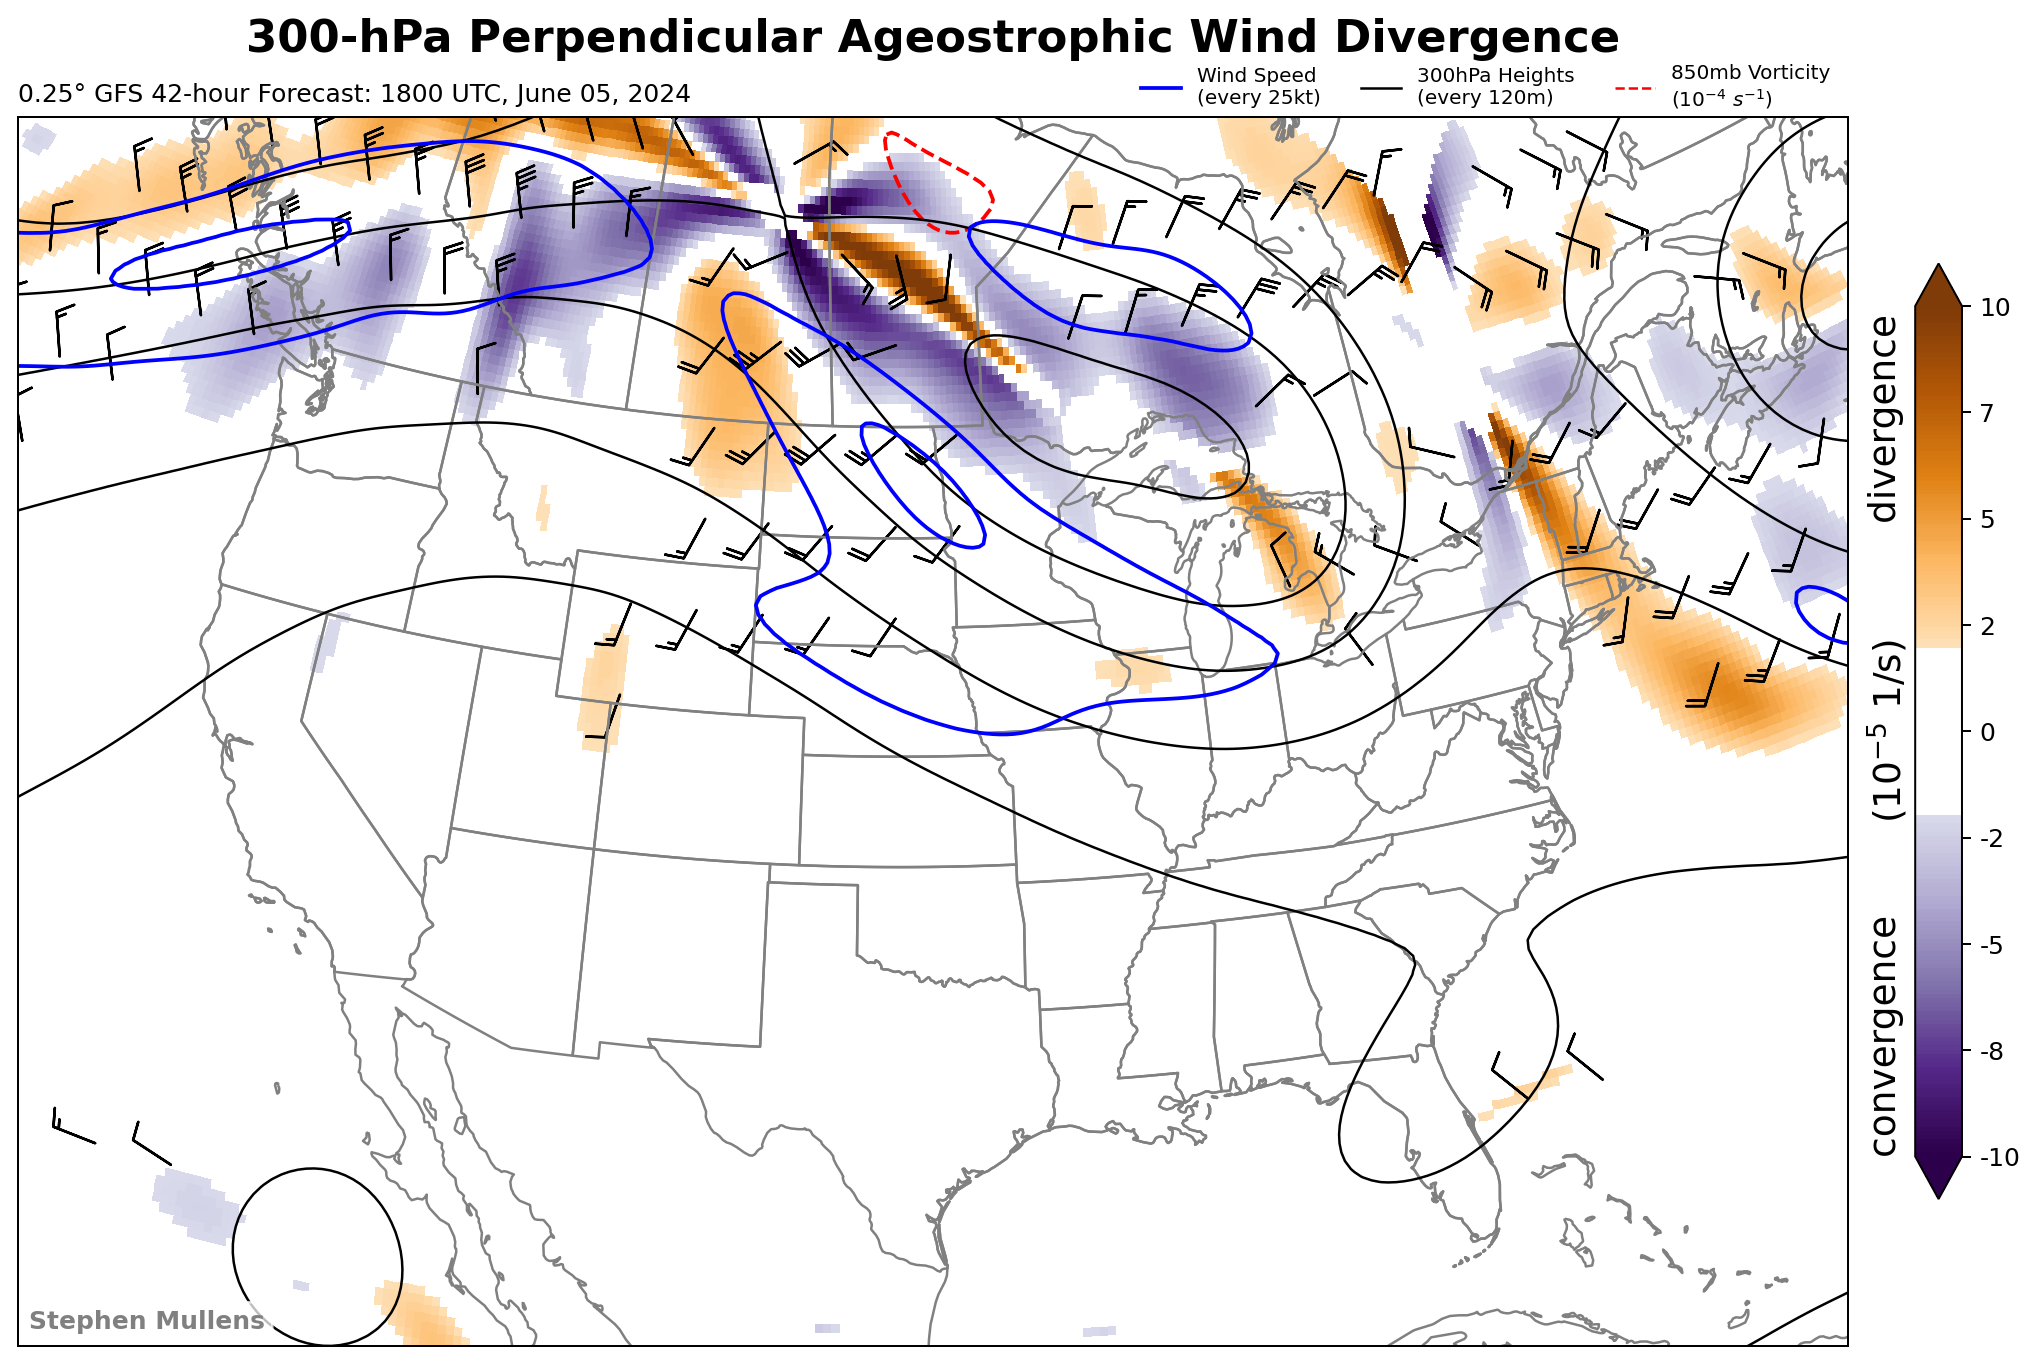 300-hPa Perpendicular Ageostrophic Wind Divergence
0.25° GFS 42-hour Forecast: 1800 UTC, June 05, 2024
Wind Speed
(every 25kt)
300hPa Heights
(every 120m)
850mb Vorticity
(10⁻⁴ s⁻¹)
10
7
5
2
0
-2
-5
-8
-10
convergence (10⁻⁵ 1/s) divergence
Stephen Mullens